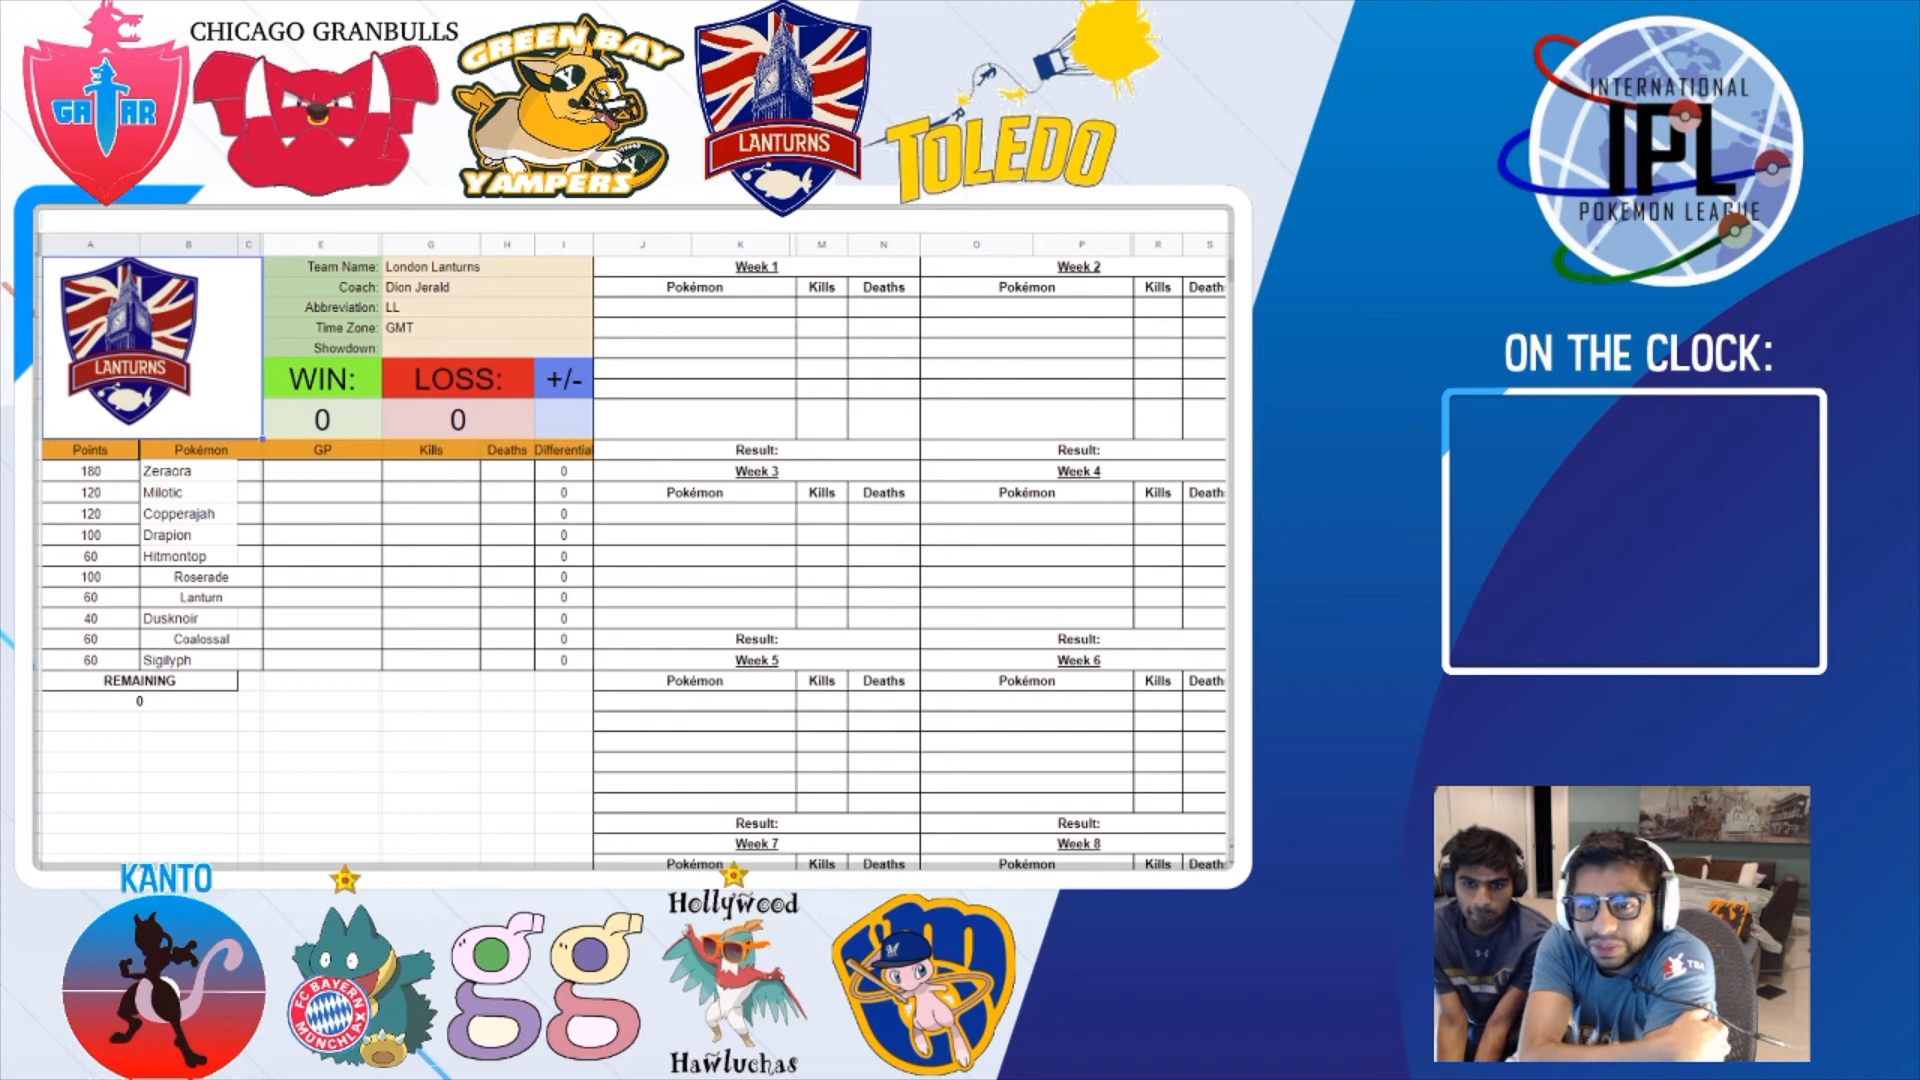 CHICAGO GRANBULLS
GREEN BAY
YAMPERS
LANTURNS
TOLEDO
INTERNATIONAL
IPL
POKEMON LEAGUE
ON THE CLOCK:
A B C E G H I J K M N O P R S
LANTURNS
Team Name: London Lanturns
Coach: Dion Jerald
Abbreviation: LL
Time Zone: GMT
Showdown:
WIN: LOSS: +/-
0 0
Points Pokémon GP Kills Deaths Differential
180 Zeraora 0
120 Milotic 0
120 Copperajah 0
100 Drapion 0
60 Hitmontop 0
100 Roserade 0
60 Lanturn 0
40 Dusknoir 0
60 Coalossal 0
60 Sigilyph 0
REMAINING
0
Week 1 Week 2
Pokémon Kills Deaths Pokémon Kills Death
Result: Result:
Week 3 Week 4
Pokémon Kills Deaths Pokémon Kills Death
Result: Result:
Week 5 Week 6
Pokémon Kills Deaths Pokémon Kills Death
Result: Result:
Week 7 Week 8
Pokémon Kills Deaths Pokémon Kills Death
KANTO
FC BAYERN
MUNCHLAX
gg
Hollywood
Hawluchas
M